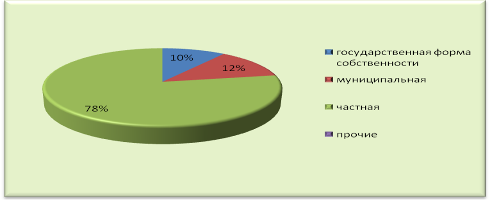 10%
12%
78%
государственная форма
собственности
муниципальная
частная
прочие